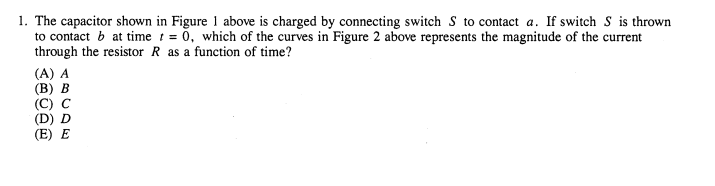 1. The capacitor shown in Figure 1 above is charged by connecting switch S to contact a. If switch S is thrown
to contact b at time t = 0, which of the curves in Figure 2 above represents the magnitude of the current
through the resistor R as a function of time?
(A) A
(B) B
(C) C
(D) D
(E) E